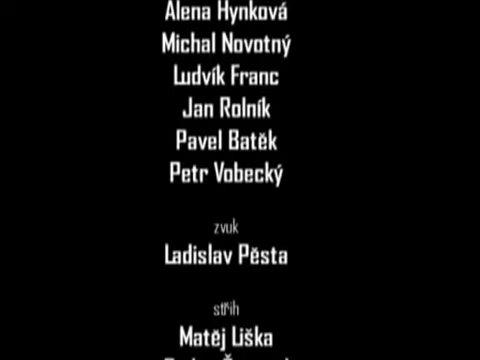 Alena Hynková
Michal Novotný
Ludvík Franc
Jan Rolník
Pavel Batěk
Petr Vobecký
zvuk
Ladislav Pěsta
střih
Matěj Liška